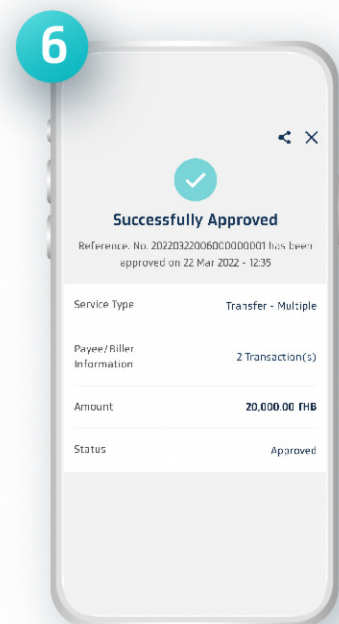 6
Successfully Approved
Reference. No. 20220322006000000001 has been
approved on 22 Mar 2022 - 12:35
Service Type Transfer - Multiple
Payee/Biller
Information 2 Transaction(s)
Amount 20,000.00 THB
Status Approved